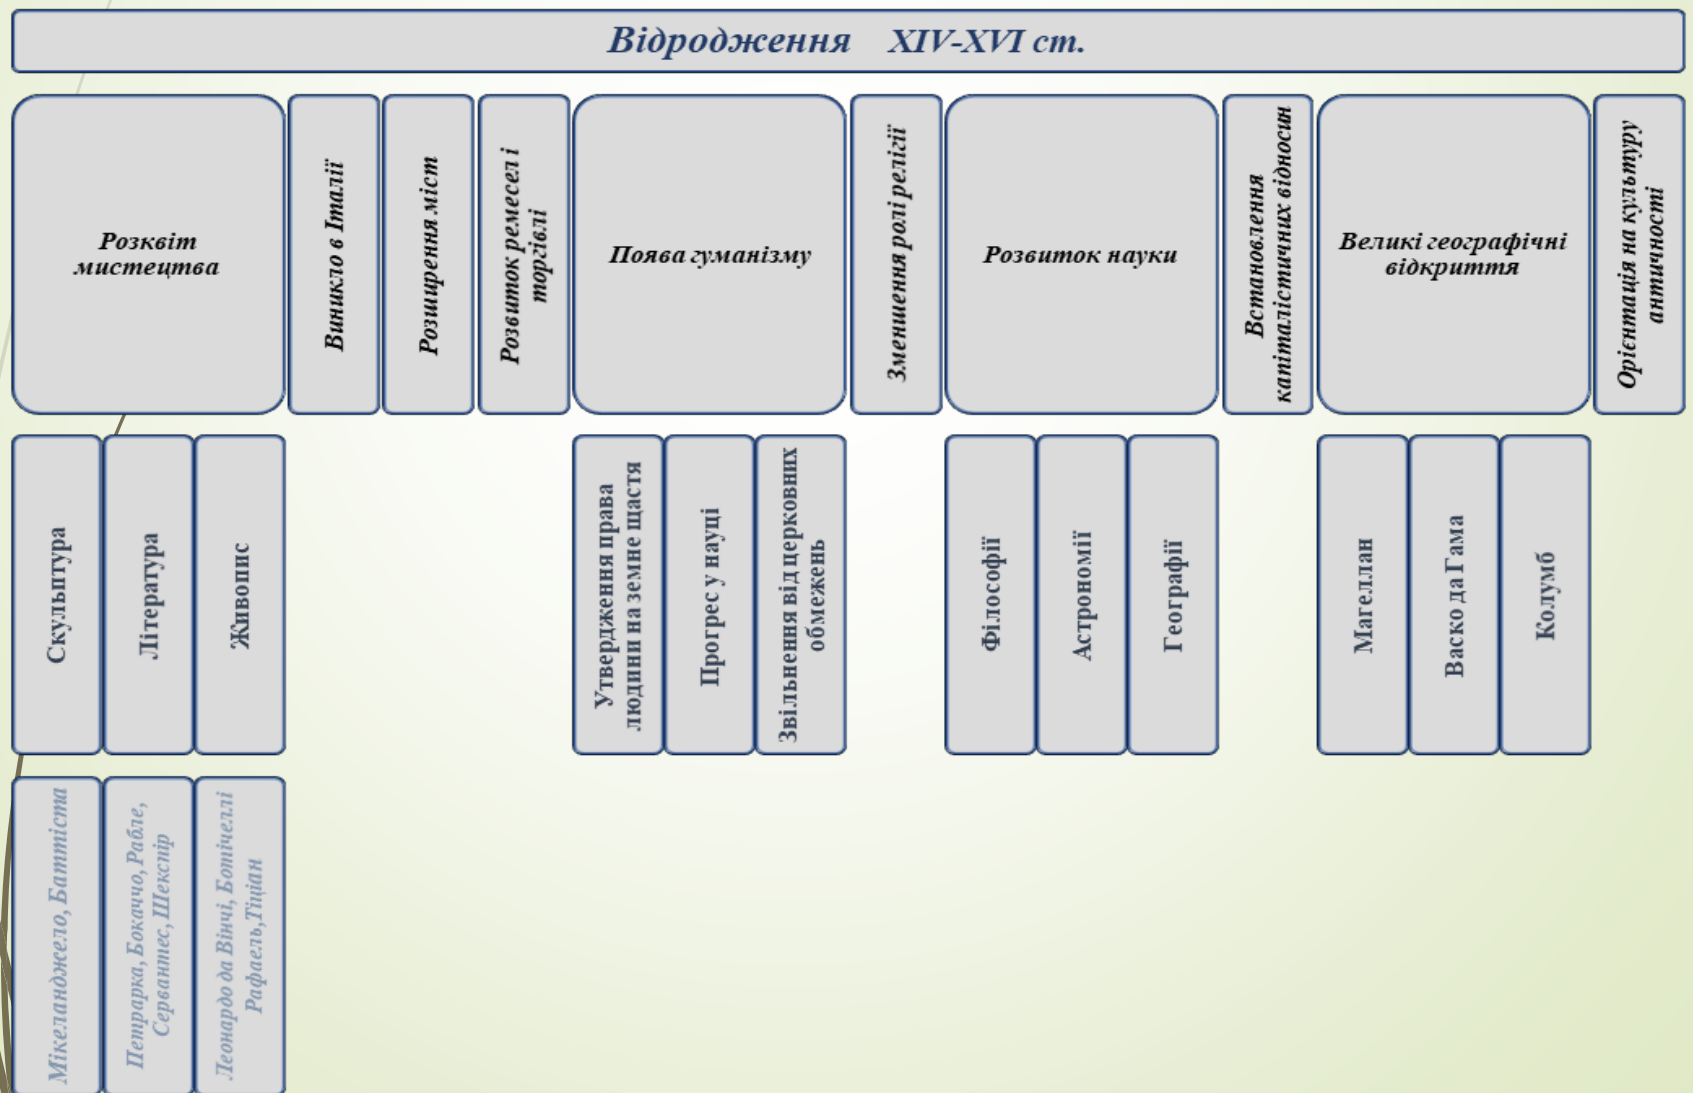 Відродження XIV-XVI ст.
Розквіт
мистецтва
Виникло в Італії
Розширення міст
Розвиток ремесел і
торгівлі
Поява гуманізму
Зменшення ролі релігії
Розвиток науки
Встановлення
капіталістичних відносин
Великі географічні
відкриття
Орієнтація на культуру
античності
Скульптура
Література
Живопис
Утвердження права
людини на земне щастя
Прогрес у науці
Звільнення від церковних
обмежень
Філософії
Астрономії
Географії
Магеллан
Васко да Гама
Колумб
Мікеланджело, Баттіста
Петрарка, Бокаччо, Рабле,
Сервантес, Шекспір
Леонардо да Вінчі, Ботічеллі
Рафаель,Тіціан